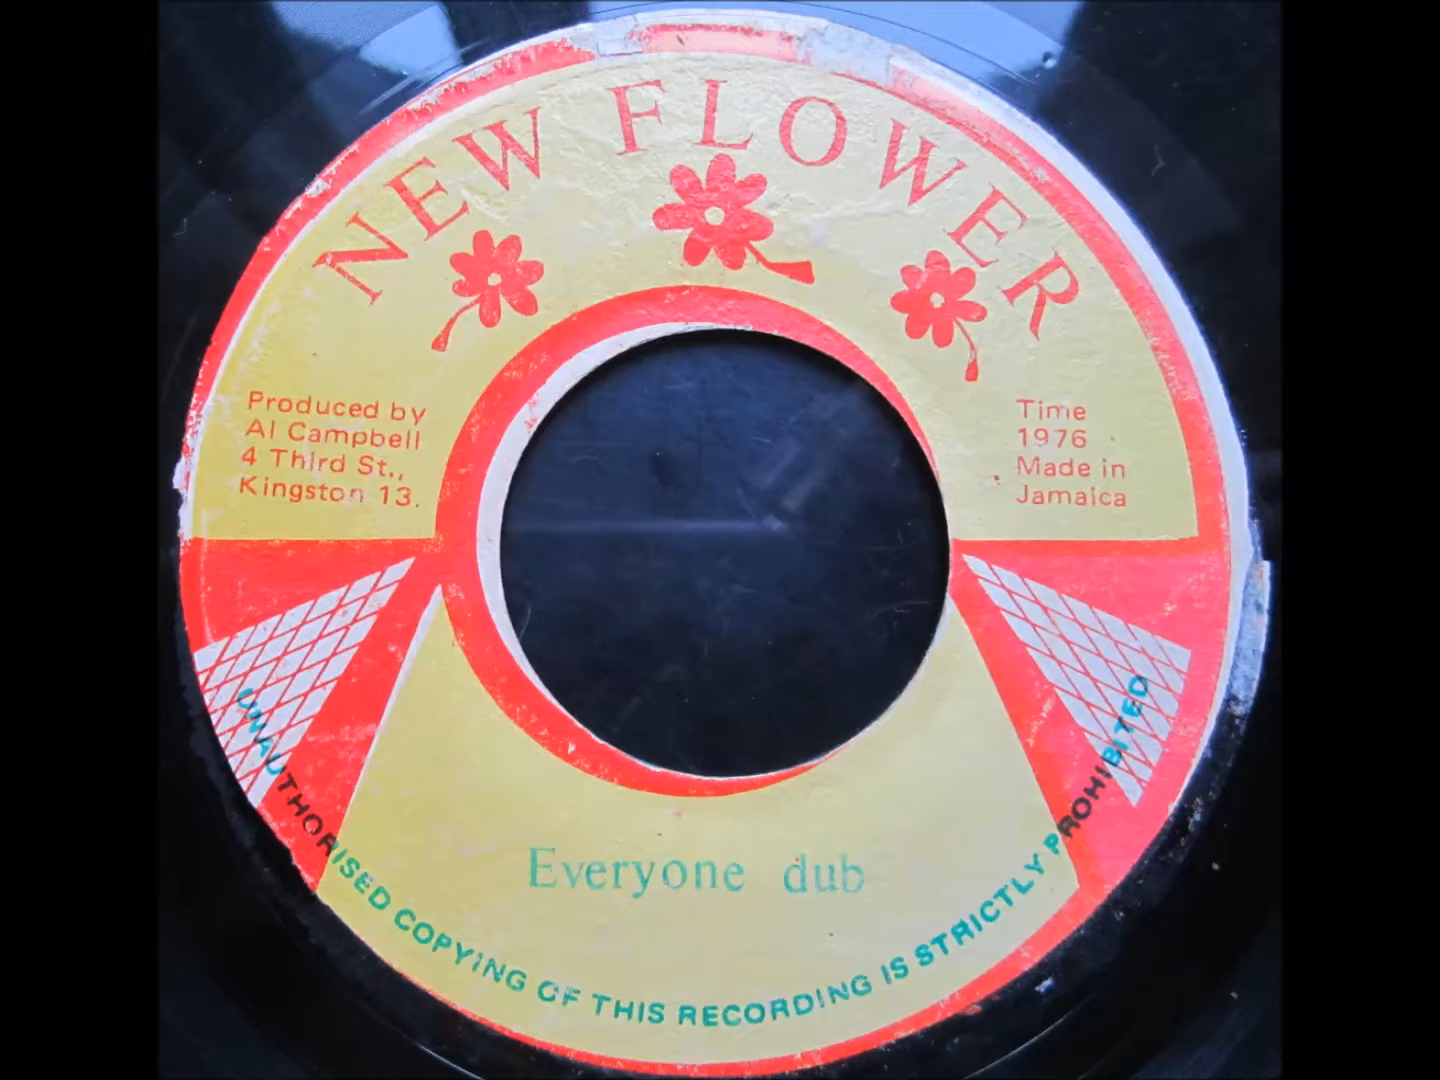 NEW FLOWER
Produced by
Al Campbell
4 Third St.,
Kingston 13.
Time
1976
Made in
Jamaica
Everyone dub
UNAUTHORISED COPYING OF THIS RECORDING IS STRICTLY PROHIBITED